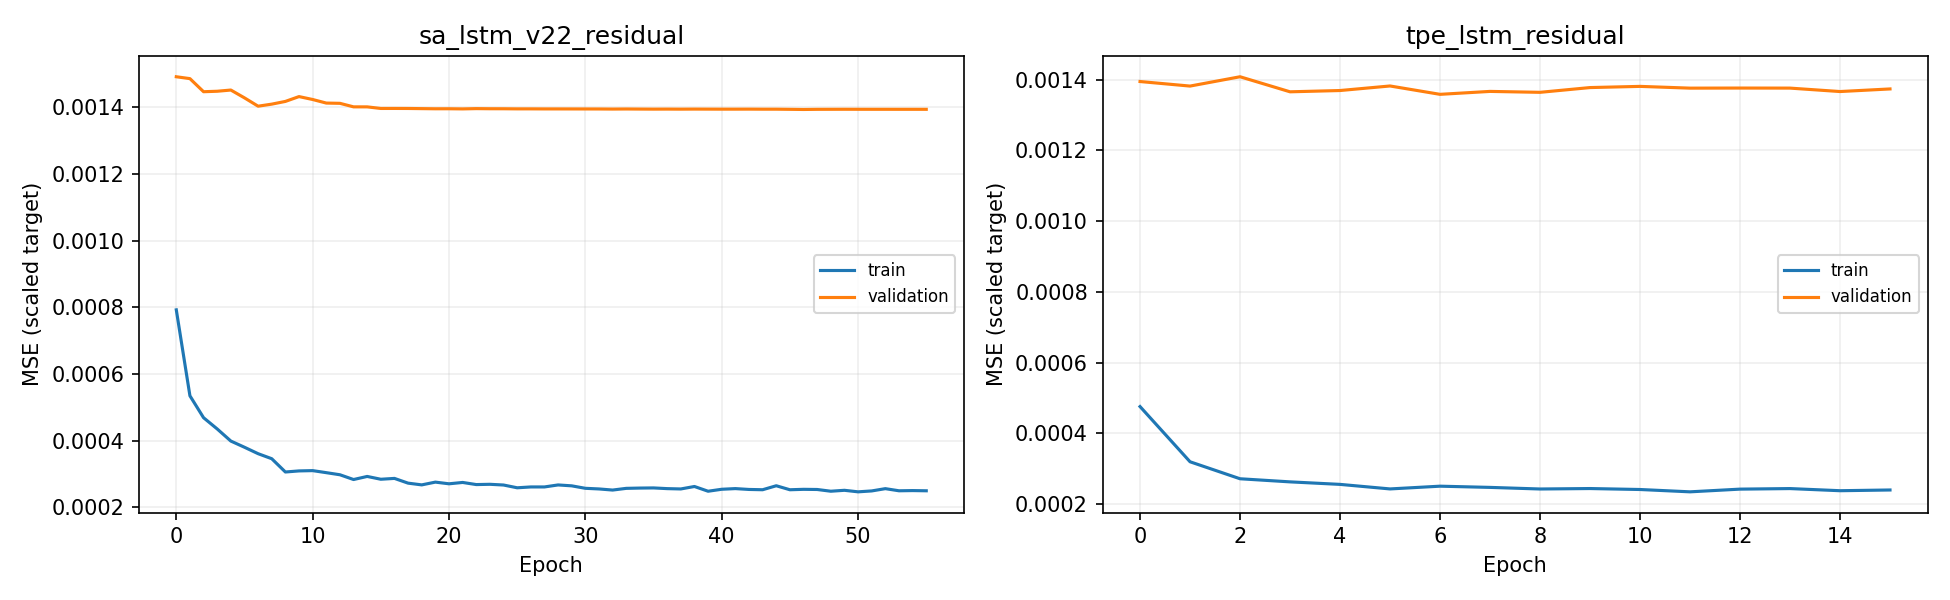 sa_lstm_v22_residual
MSE (scaled target)
0.0014
0.0012
0.0010
0.0008
0.0006
0.0004
0.0002
train
validation
0 10 20 30 40 50
Epoch
tpe_lstm_residual
MSE (scaled target)
0.0014
0.0012
0.0010
0.0008
0.0006
0.0004
0.0002
train
validation
0 2 4 6 8 10 12 14
Epoch